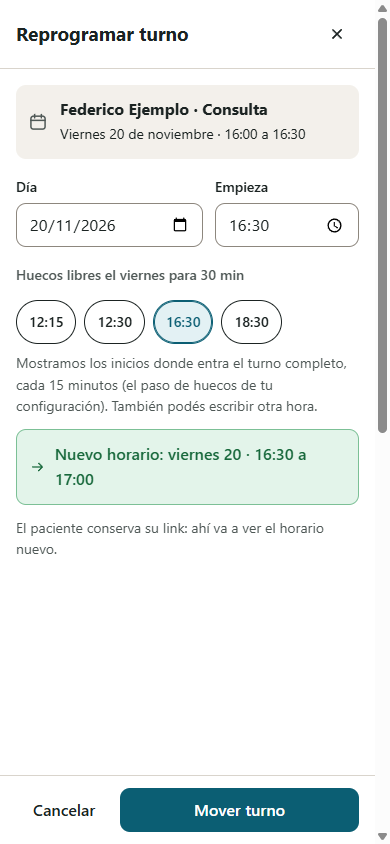 Reprogramar turno
Federico Ejemplo · Consulta
Viernes 20 de noviembre · 16:00 a 16:30
Día
Empieza
20/11/2026
16:30
Huecos libres el viernes para 30 min
12:15
12:30
16:30
18:30
Mostramos los inicios donde entra el turno completo,
cada 15 minutos (el paso de huecos de tu
configuración). También podés escribir otra hora.
Nuevo horario: viernes 20 · 16:30 a
17:00
El paciente conserva su link: ahí va a ver el horario
nuevo.
Cancelar
Mover turno